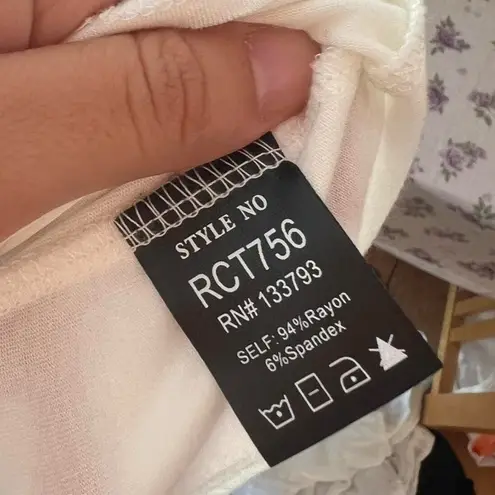 STYLE NO
RCT756
RN# 133793
SELF: 94%Rayon
6%Spandex